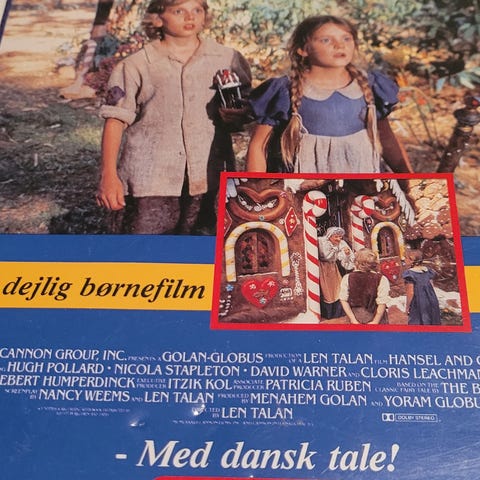 dejlig børnefilm
CANNON GROUP, INC. PRESENTS A GOLAN-GLOBUS PRODUCTION OF A LEN TALAN FILM HANSEL AND G
HUGH POLLARD • NICOLA STAPLETON • DAVID WARNER AND CLORIS LEACHMAN
EBERT HUMPERDINCK EXECUTIVE PRODUCER ITZIK KOL ASSOCIATE PRODUCER PATRICIA RUBEN BASED ON THE CLASSIC FAIRY TALE BY THE B
SCREENPLAY BY NANCY WEEMS AND LEN TALAN PRODUCED BY MENAHEM GOLAN AND YORAM GLOBU
LEN TALAN
DOLBY STEREO
- Med dansk tale!